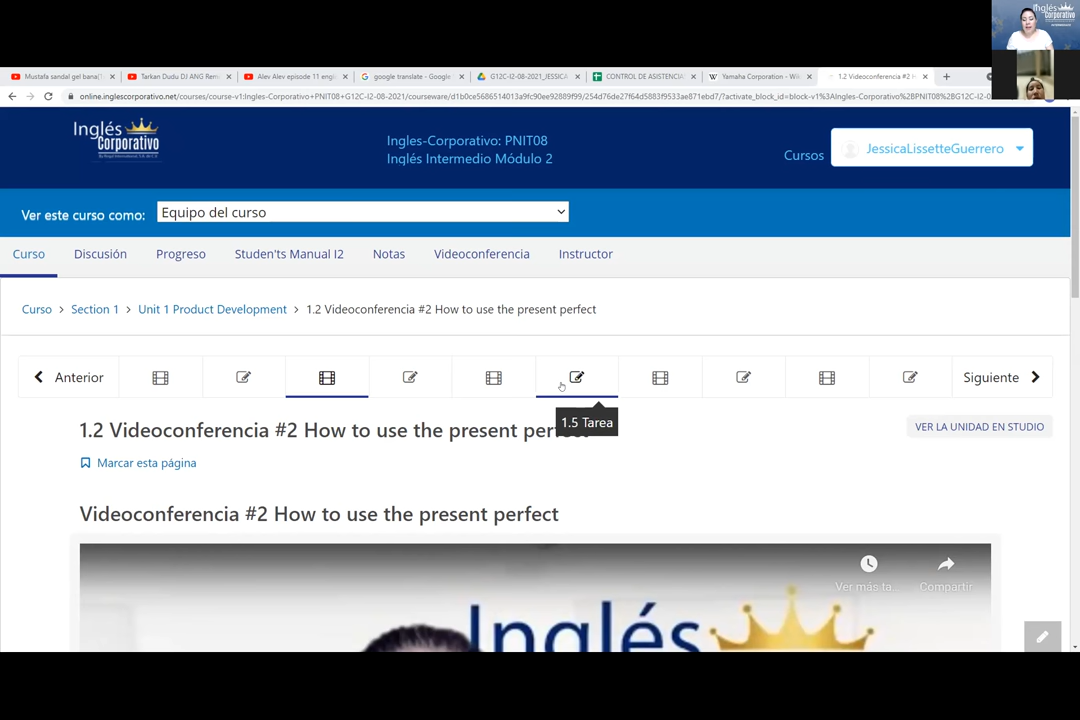 Inglés Corporativo
INTERMEDIO
Mustafa sandal gel bana(
Tarkan Dudu DJ ANG Rem
Alev Alev episode 11 engl
google translate - Google
G12C-I2-08-2021_JESSICA
CONTROL DE ASISTENCIA
Yamaha Corporation - Wik
1.2 Videoconferencia #2 H
online.inglescorporativo.net/courses/course-v1:Ingles-Corporativo+PNIT08+G12C-I2-08-2021/courseware/d1b0ce5686514013a9fc90ee92889f99/254d76de27f64d5883f9533ae871ebd7/?activate_block_id=block-v1%3AIngles-Corporativo%2BPNIT08%2BG12C-I2-0
Inglés
Corporativo
Ingles-Corporativo: PNIT08
Inglés Intermedio Módulo 2
Cursos
JessicaLissetteGuerrero
Ver este curso como:
Equipo del curso
Curso Discusión Progreso Studen'ts Manual I2 Notas Videoconferencia Instructor
Curso > Section 1 > Unit 1 Product Development > 1.2 Videoconferencia #2 How to use the present perfect
Anterior
Siguiente
1.5 Tarea
1.2 Videoconferencia #2 How to use the present perfect
VER LA UNIDAD EN STUDIO
Marcar esta página
Videoconferencia #2 How to use the present perfect
Ver más ta...
Compartir
Inglés